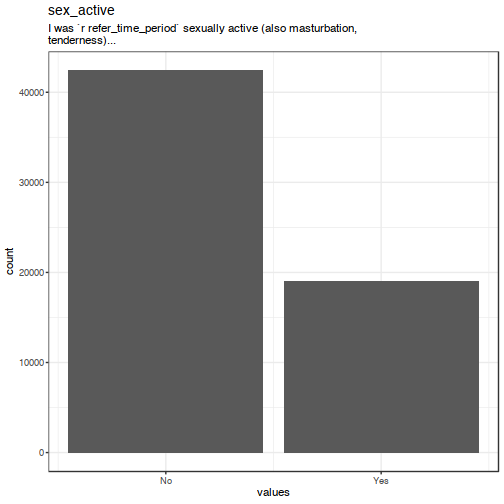 sex_active
I was `r refer_time_period` sexually active (also masturbation,
tenderness)...
40000
30000
20000
10000
0
count
No Yes
values